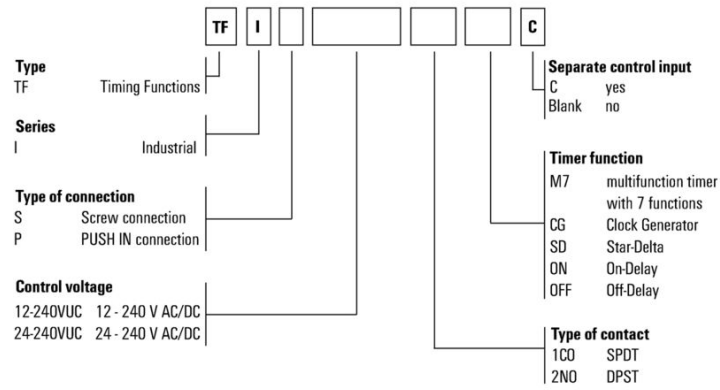 TF I C
Type
TF Timing Functions
Series
I Industrial
Type of connection
S Screw connection
P PUSH IN connection
Control voltage
12-240VUC 12 - 240 V AC/DC
24-240VUC 24 - 240 V AC/DC
Separate control input
C yes
Blank no
Timer function
M7 multifunction timer
with 7 functions
CG Clock Generator
SD Star-Delta
ON On-Delay
OFF Off-Delay
Type of contact
1CO SPDT
2NO DPST